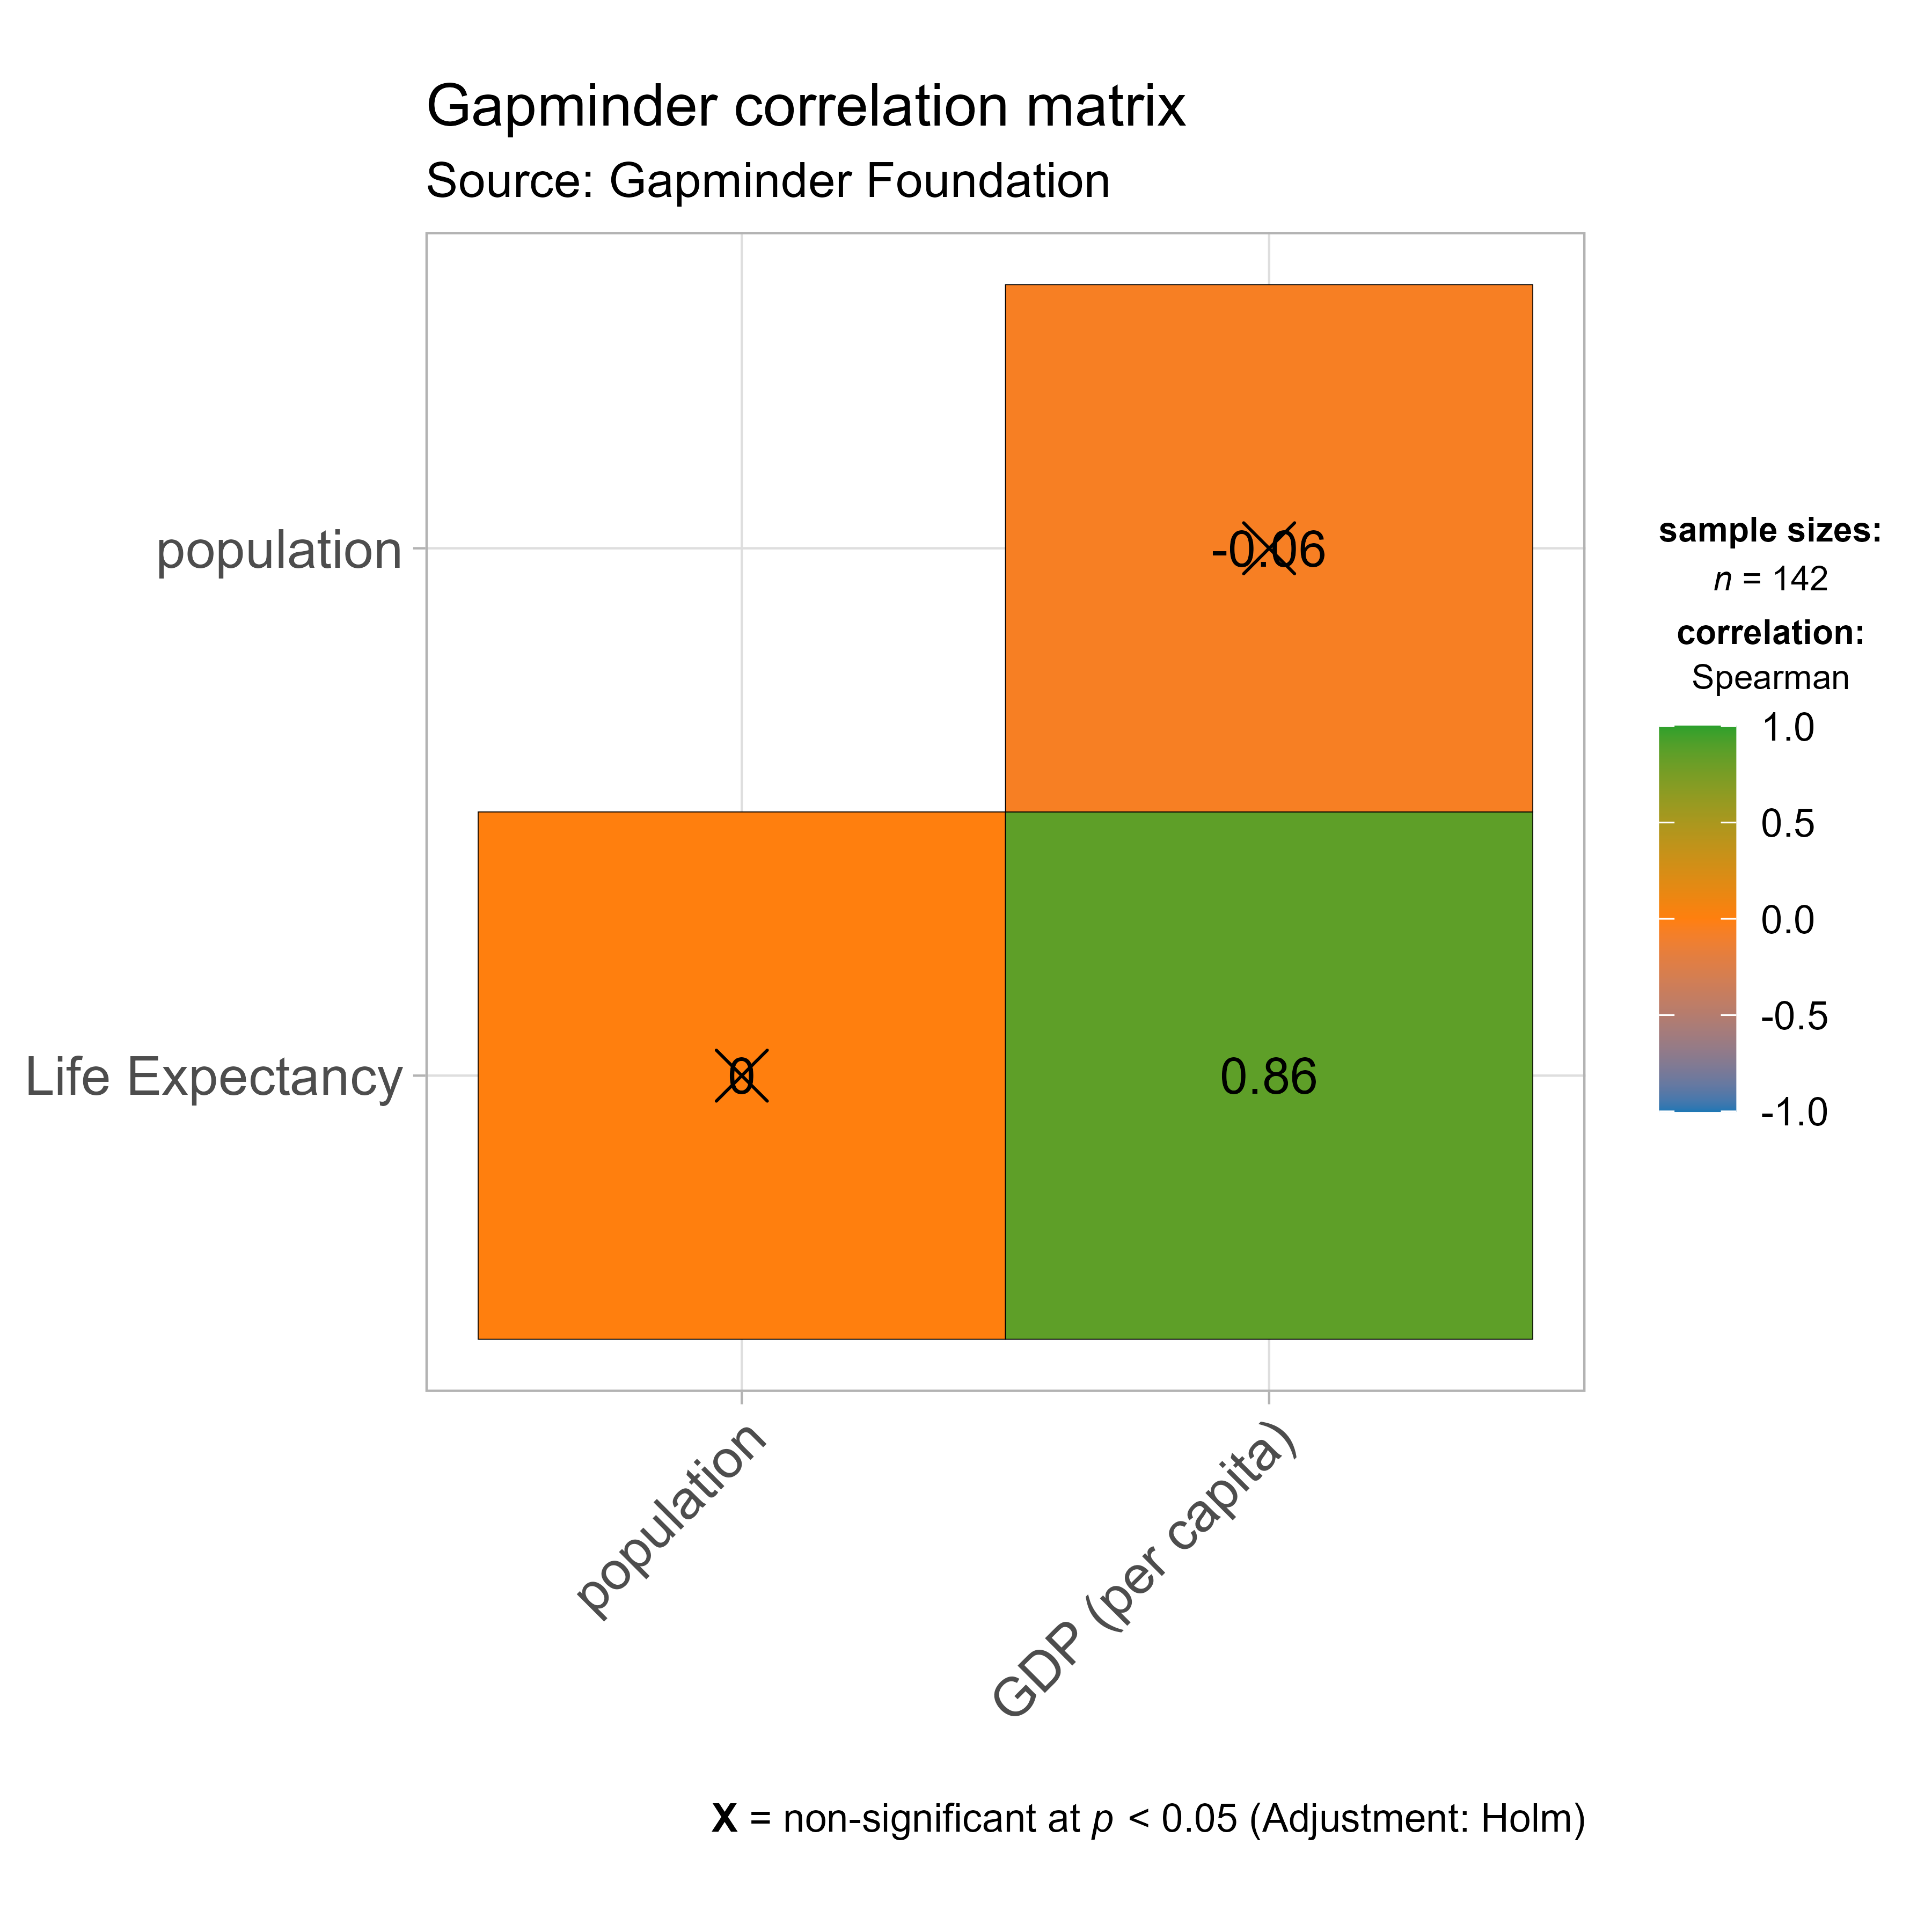 Gapminder correlation matrix
Source: Gapminder Foundation
population
-0.06
Life Expectancy
0
0.86
population
GDP (per capita)
sample sizes:
n = 142
correlation:
Spearman
1.0
0.5
0.0
-0.5
-1.0
X = non-significant at p < 0.05 (Adjustment: Holm)